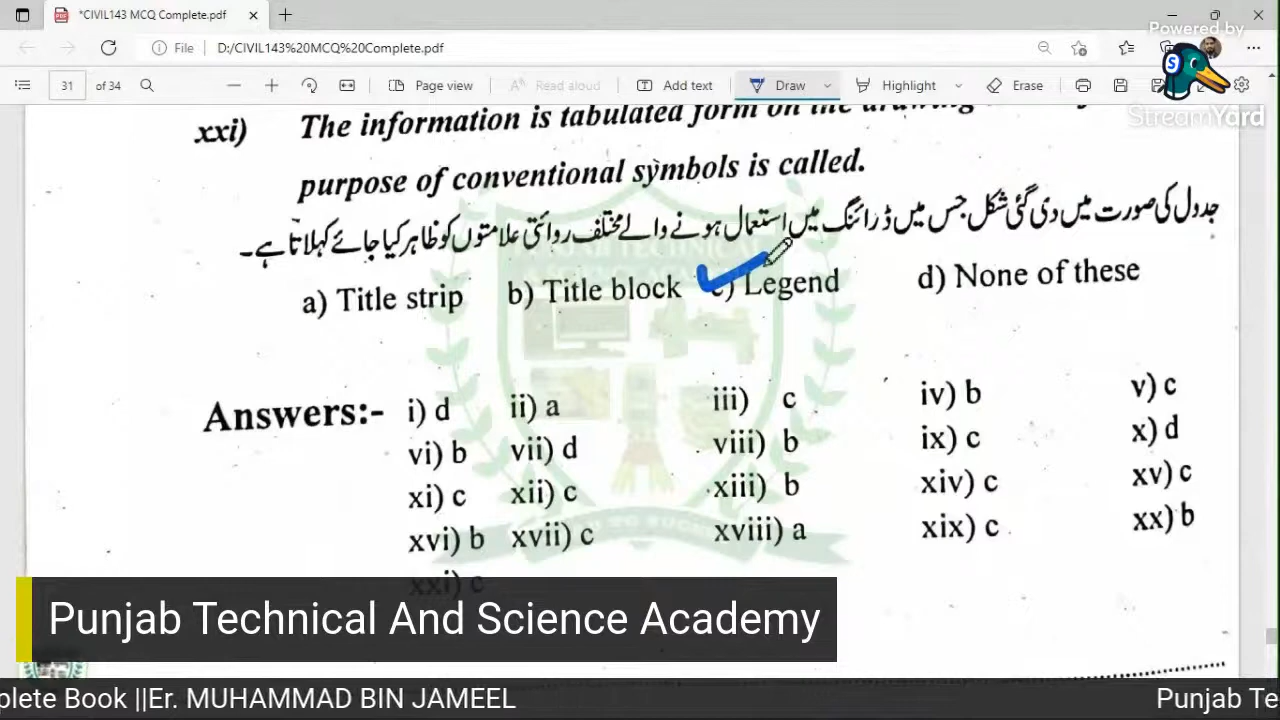 *CIVIL143 MCQ Complete.pdf
Powered by
File D:/CIVIL143%20MCQ%20Complete.pdf
31 of 34 Page view Read aloud Add text Draw Highlight Erase
StreamYard
xxi) The information is tabulated form on the drawing
purpose of conventional symbols is called.
جدول کی صورت میں دی گئی شکل جس میں ڈرائنگ میں استعمال ہونے والے مختلف روائتی علامتوں کو ظاہر کیا جائے کہلاتا ہے۔
a) Title strip b) Title block c) Legend d) None of these
Answers:- i) d ii) a iii) c iv) b v) c
vi) b vii) d viii) b ix) c x) d
xi) c xii) c xiii) b xiv) c xv) c
xvi) b xvii) c xviii) a xix) c xx) b
xxi) c
Punjab Technical And Science Academy
plete Book ||Er. MUHAMMAD BIN JAMEEL Punjab Te